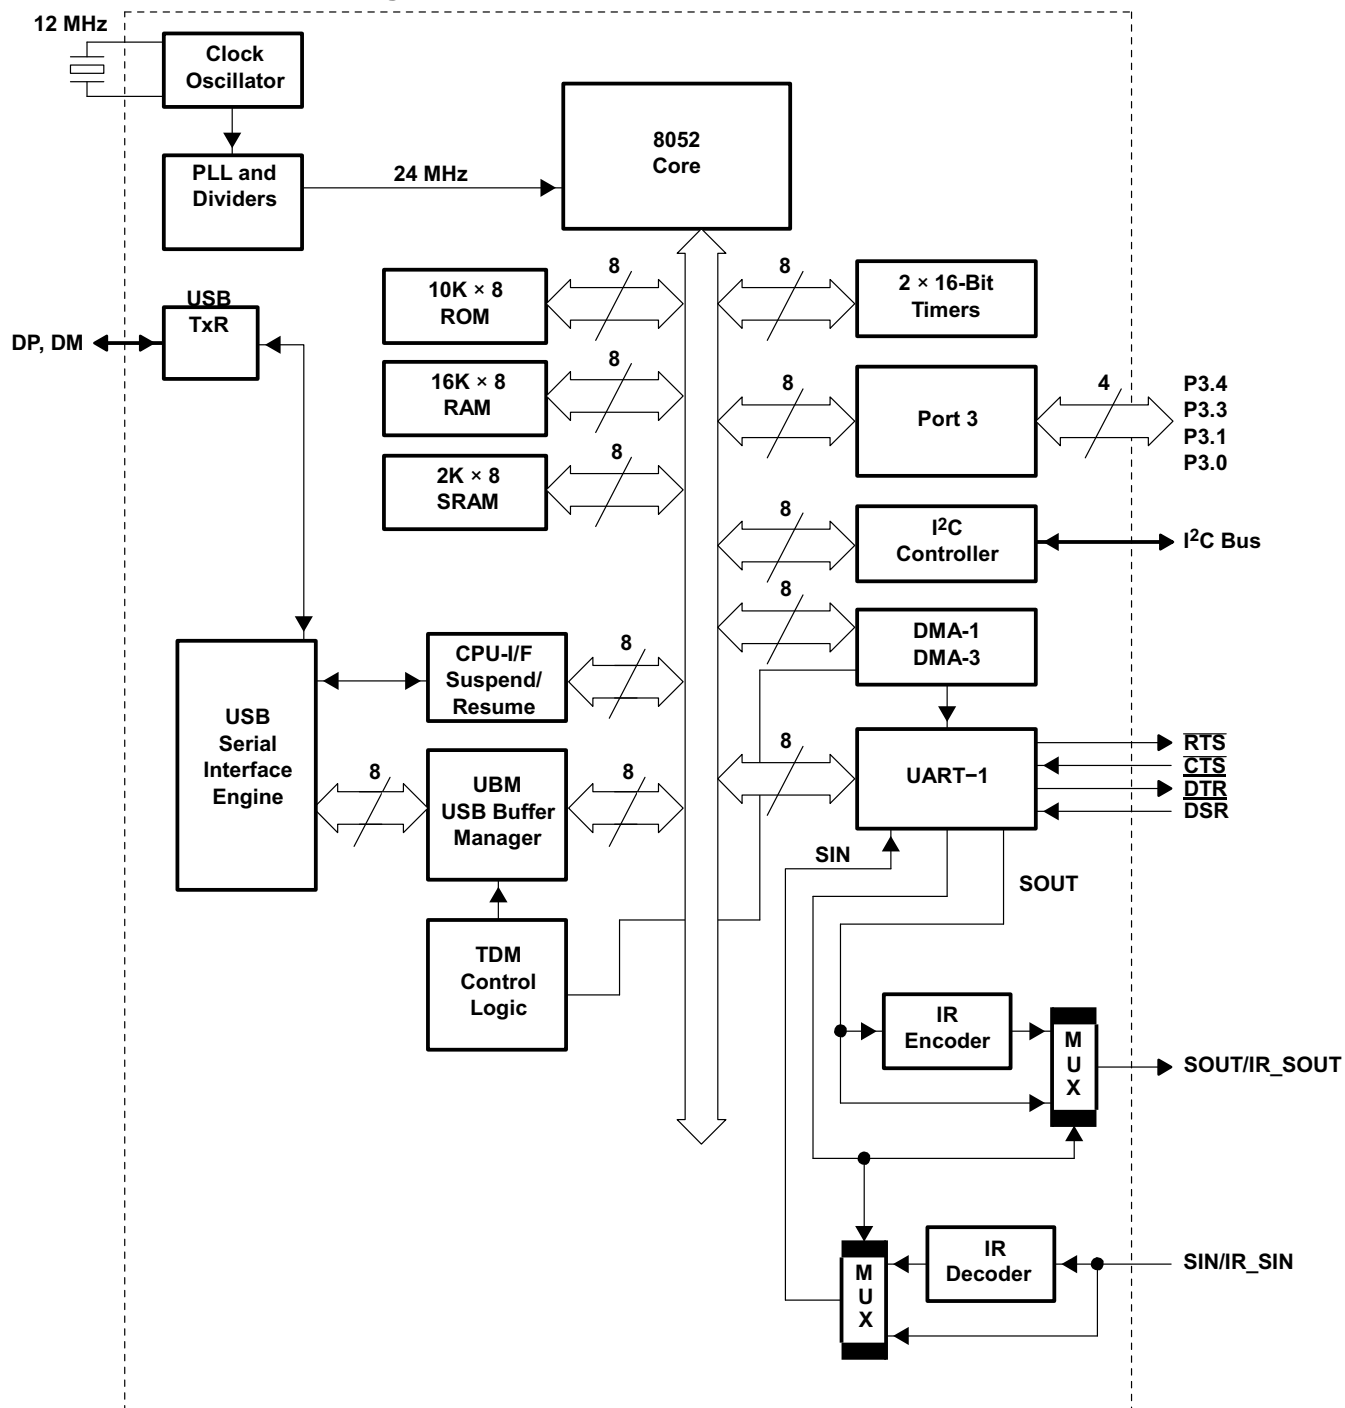 12 MHz
Clock
Oscillator
8052
Core
PLL and
Dividers
24 MHz
8
8
10K × 8
ROM
2 × 16-Bit
Timers
USB
TxR
DP, DM
8
16K × 8
RAM
8
Port 3
4
P3.4
P3.3
P3.1
P3.0
8
2K × 8
SRAM
8
I2C
Controller
I2C Bus
8
DMA-1
DMA-3
CPU-I/F
Suspend/
Resume
8
USB
Serial
Interface
Engine
8
UBM
USB Buffer
Manager
8
8
UART−1
RTS
CTS
DTR
DSR
SIN
SOUT
TDM
Control
Logic
IR
Encoder
M
U
X
SOUT/IR_SOUT
IR
Decoder
M
U
X
SIN/IR_SIN